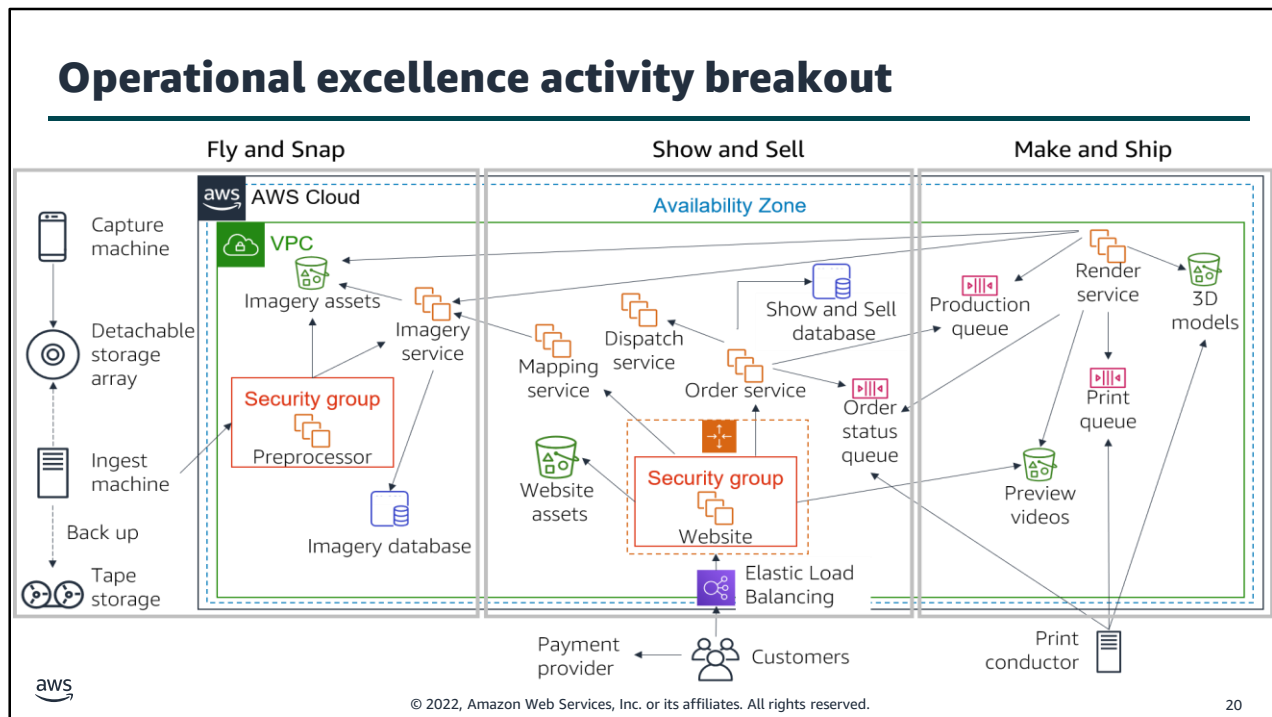 Operational excellence activity breakout
Fly and Snap
Show and Sell
Make and Ship
aws
AWS Cloud
Availability Zone
VPC
Capture
machine
Detachable
storage
array
Ingest
machine
Back up
Tape
storage
Imagery assets
Imagery
service
Security group
Preprocessor
Imagery database
Mapping
service
Dispatch
service
Show and Sell
database
Order service
Order
status
queue
Website
assets
Security group
Website
Elastic Load
Balancing
Payment
provider
Customers
Production
queue
Render
service
3D
models
Print
queue
Preview
videos
Print
conductor
aws
© 2022, Amazon Web Services, Inc. or its affiliates. All rights reserved.
20